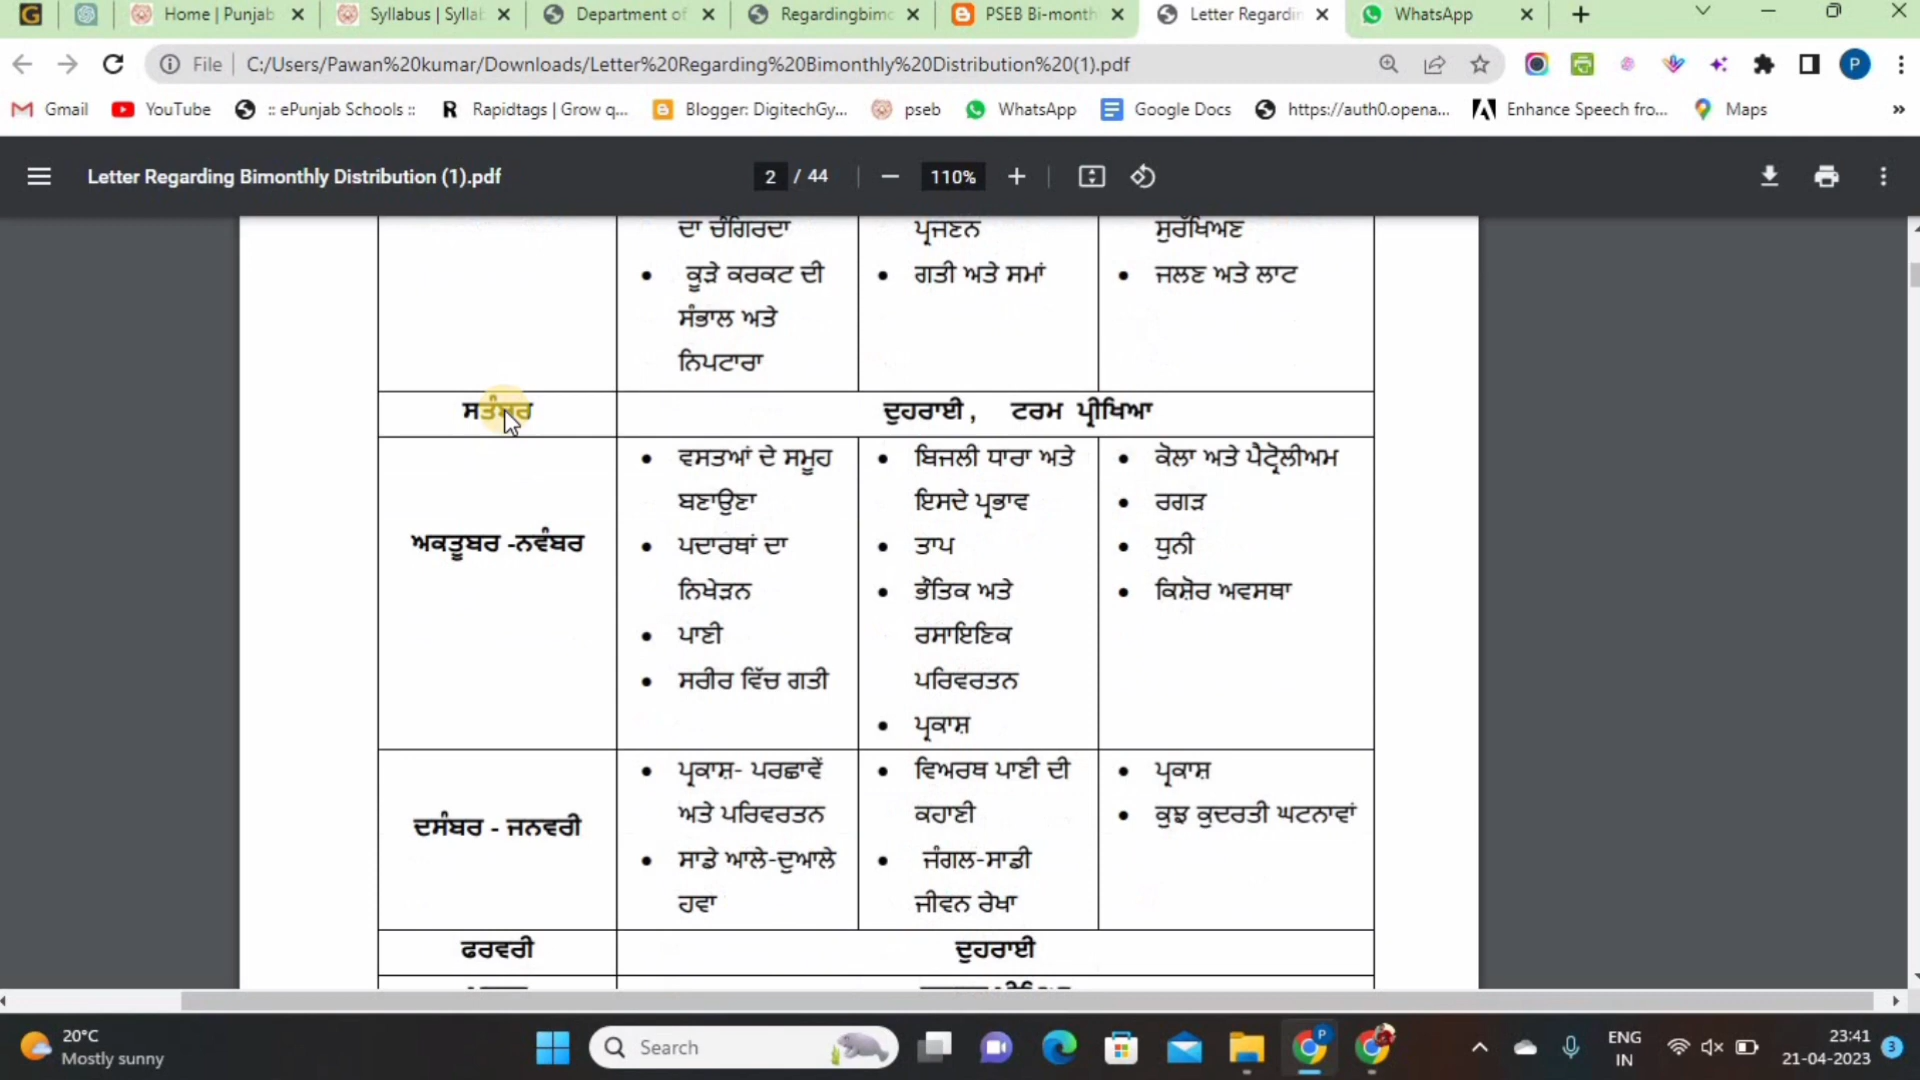 Home | Punjab
Syllabus | Syllab
Department of
Regardingbimo
PSEB Bi-month
Letter Regardin
WhatsApp
File
C:/Users/Pawan%20kumar/Downloads/Letter%20Regarding%20Bimonthly%20Distribution%20(1).pdf
P
Gmail
YouTube
:: ePunjab Schools ::
Rapidtags | Grow q...
Blogger: DigitechGy...
pseb
WhatsApp
Google Docs
https://auth0.opena...
Enhance Speech fro...
Maps
»
Letter Regarding Bimonthly Distribution (1).pdf
2 / 44
110%
ਦਾ ਚੰਗਿਰਦਾ
• ਕੂੜੇ ਕਰਕਟ ਦੀ
ਸੰਭਾਲ ਅਤੇ
ਨਿਪਟਾਰਾ
ਪ੍ਰਜਣਨ
• ਗਤੀ ਅਤੇ ਸਮਾਂ
ਸੁਰੱਖਿਅਣ
• ਜਲਣ ਅਤੇ ਲਾਟ
ਸਤੰਬਰ
ਦੁਹਰਾਈ , ਟਰਮ ਪ੍ਰੀਖਿਆ
ਅਕਤੂਬਰ -ਨਵੰਬਰ
• ਵਸਤਆਂ ਦੇ ਸਮੂਹ
ਬਣਾਉਣਾ
• ਪਦਾਰਥਾਂ ਦਾ
ਨਿਖੇੜਨ
• ਪਾਣੀ
• ਸਰੀਰ ਵਿੱਚ ਗਤੀ
• ਬਿਜਲੀ ਧਾਰਾ ਅਤੇ
ਇਸਦੇ ਪ੍ਰਭਾਵ
• ਤਾਪ
• ਭੌਤਿਕ ਅਤੇ
ਰਸਾਇਣਿਕ
ਪਰਿਵਰਤਨ
• ਪ੍ਰਕਾਸ਼
• ਕੋਲਾ ਅਤੇ ਪੈਟ੍ਰੋਲੀਅਮ
• ਰਗੜ
• ਧੁਨੀ
• ਕਿਸ਼ੋਰ ਅਵਸਥਾ
ਦਸੰਬਰ - ਜਨਵਰੀ
• ਪ੍ਰਕਾਸ਼- ਪਰਛਾਵੇਂ
ਅਤੇ ਪਰਿਵਰਤਨ
• ਸਾਡੇ ਆਲੇ-ਦੁਆਲੇ
ਹਵਾ
• ਵਿਅਰਥ ਪਾਣੀ ਦੀ
ਕਹਾਣੀ
• ਜੰਗਲ-ਸਾਡੀ
ਜੀਵਨ ਰੇਖਾ
• ਪ੍ਰਕਾਸ਼
• ਕੁਝ ਕੁਦਰਤੀ ਘਟਨਾਵਾਂ
ਫਰਵਰੀ
ਦੁਹਰਾਈ
20°C
Mostly sunny
Search
P
ENG
IN
23:41
21-04-2023
3